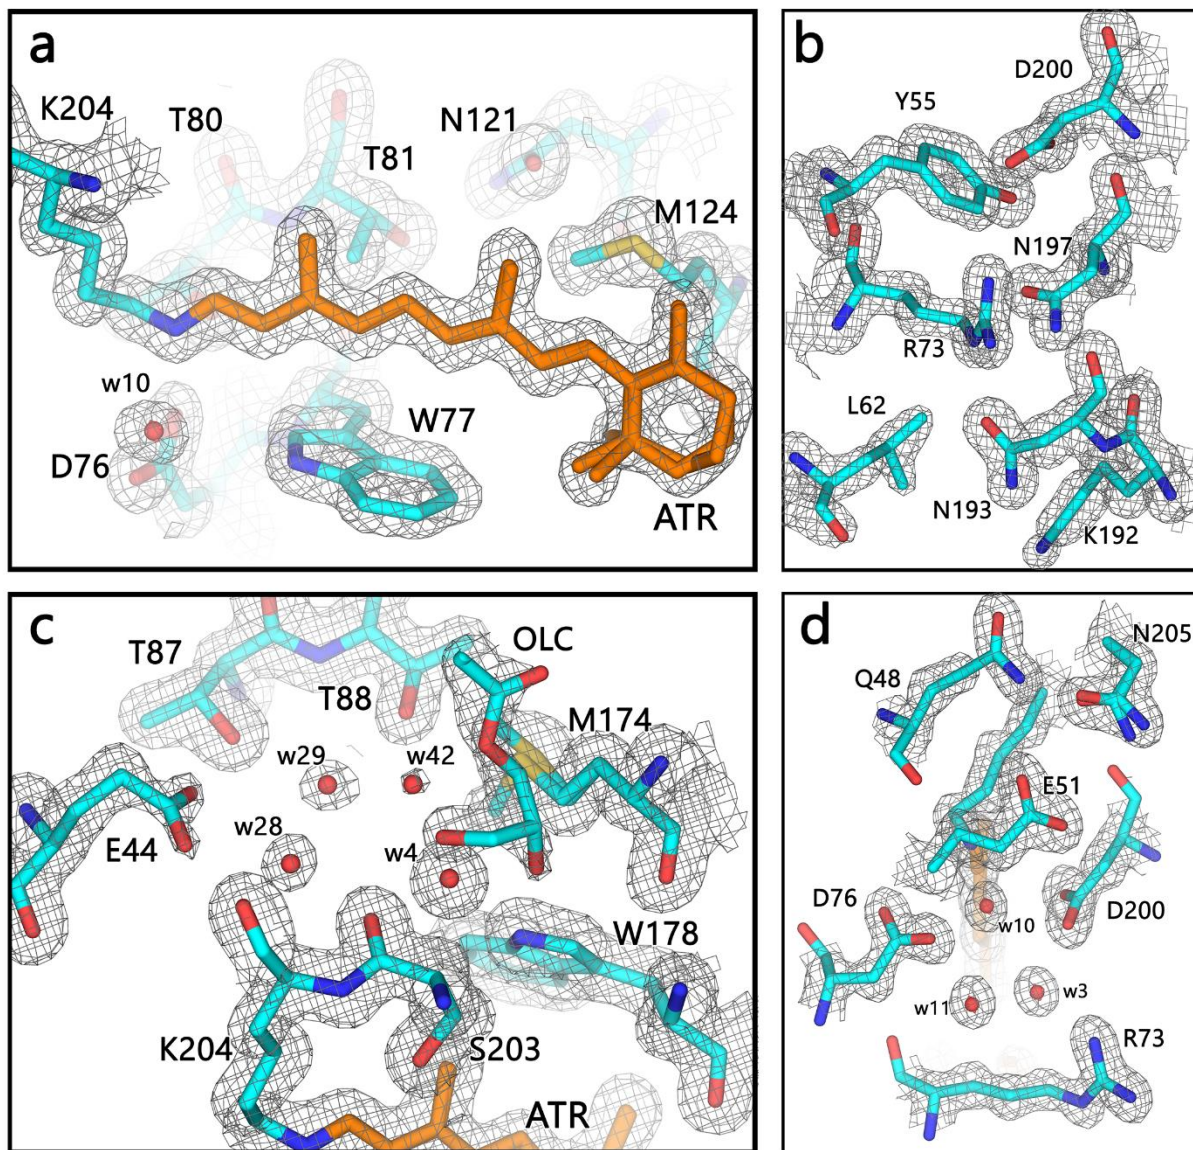 a
K204
T80
T81
N121
M124
w10
D76
W77
ATR
b
D200
Y55
N197
R73
L62
N193
K192
c
T87
T88
OLC
M174
w29
w42
E44
w28
w4
W178
K204
S203
ATR
d
N205
Q48
E51
D76
w10
D200
w11
w3
R73